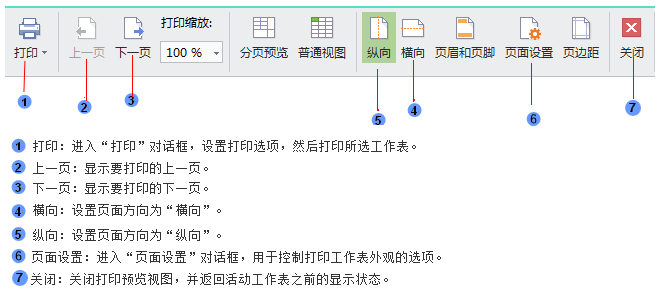 打印缩放:
打印 上一页 下一页 100 % 分页预览 普通视图 纵向 横向 页眉和页脚 页面设置 页边距 关闭
1 2 3 5 4 6 7
1 打印：进入“打印”对话框，设置打印选项，然后打印所选工作表。
2 上一页：显示要打印的上一页。
3 下一页：显示要打印的下一页。
4 横向：设置页面方向为“横向”。
5 纵向：设置页面方向为“纵向”。
6 页面设置：进入“页面设置”对话框，用于控制打印工作表外观的选项。
7 关闭：关闭打印预览视图，并返回活动工作表之前的显示状态。